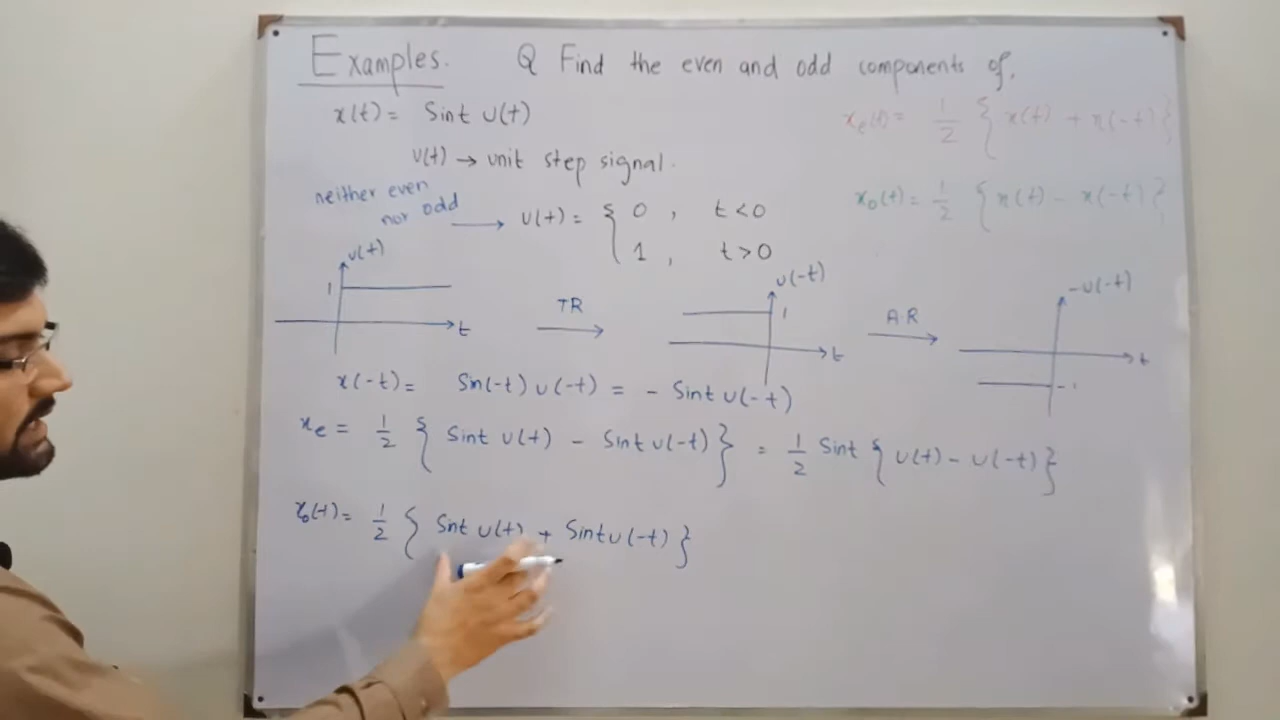 Examples.
Q Find the even and odd components of.
x(t) = Sint u(t)
xe(t) = 1/2 { x(t) + x(-t) }
u(t) → unit step signal.
neither even
nor odd → u(t) = { 0 , t<0
1 , t>0
xo(t) = 1/2 { x(t) - x(-t) }
u(t)
1
t
TR →
u(-t)
1
t
A.R →
-u(-t)
t
-1
x(-t) = Sin(-t) u(-t) = - Sint u(-t)
xe = 1/2 { Sint u(t) - Sint u(-t) } = 1/2 Sint { u(t) - u(-t) }
xo(t) = 1/2 { Sint u(t) + Sint u(-t) }